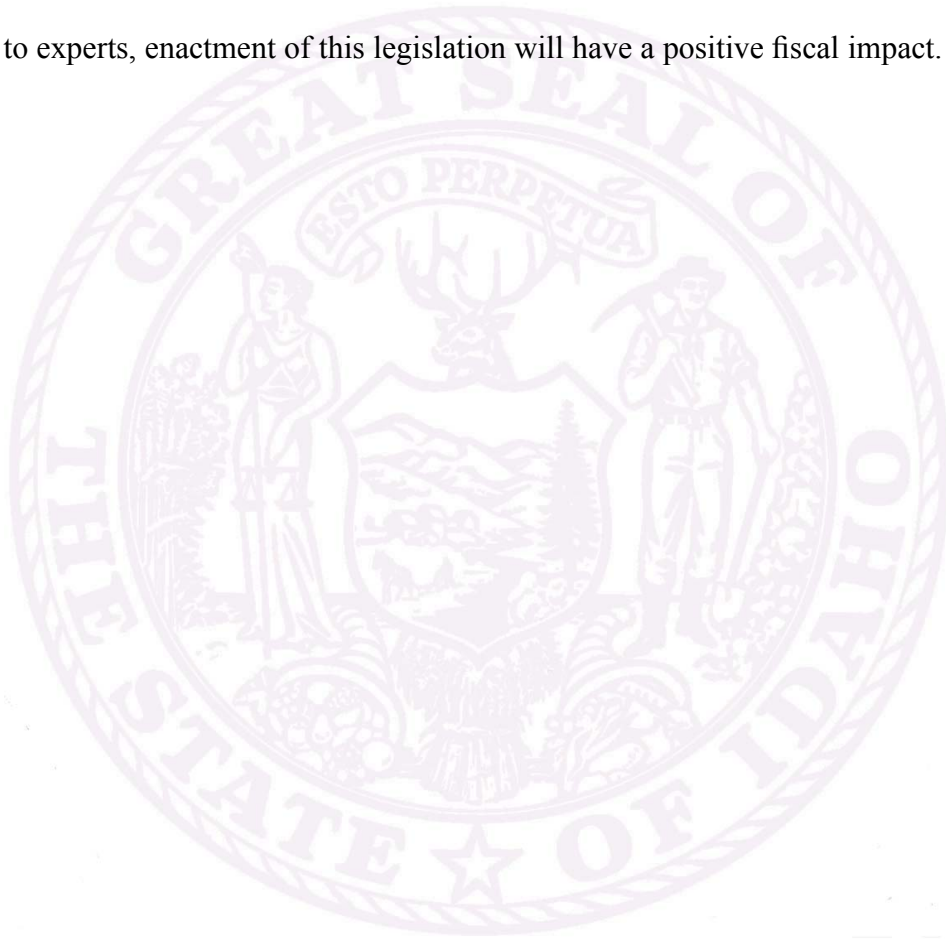 to experts, enactment of this legislation will have a positive fiscal impact.
GREAT SEAL OF
THE STATE ★ OF IDAHO
ESTO PERPETUA